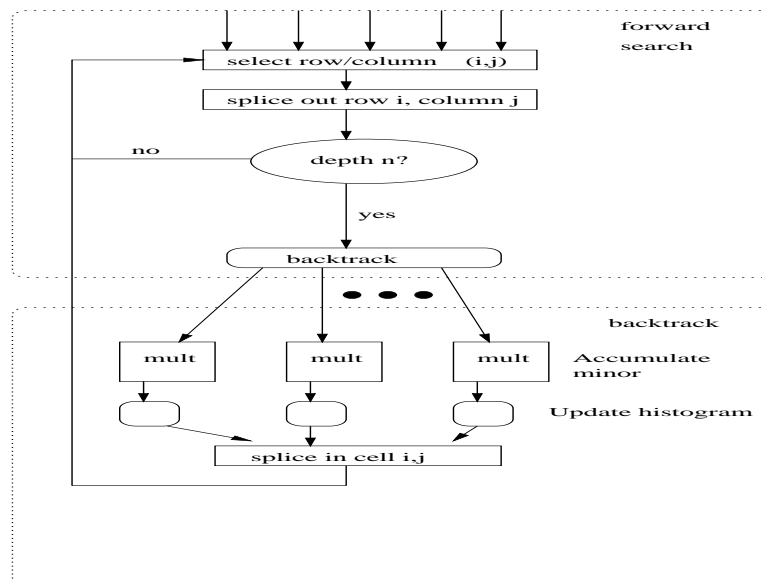 forward
search
select row/column (i,j)
splice out row i, column j
no
depth n?
yes
backtrack
backtrack
mult
mult
mult
Accumulate
minor
Update histogram
splice in cell i,j